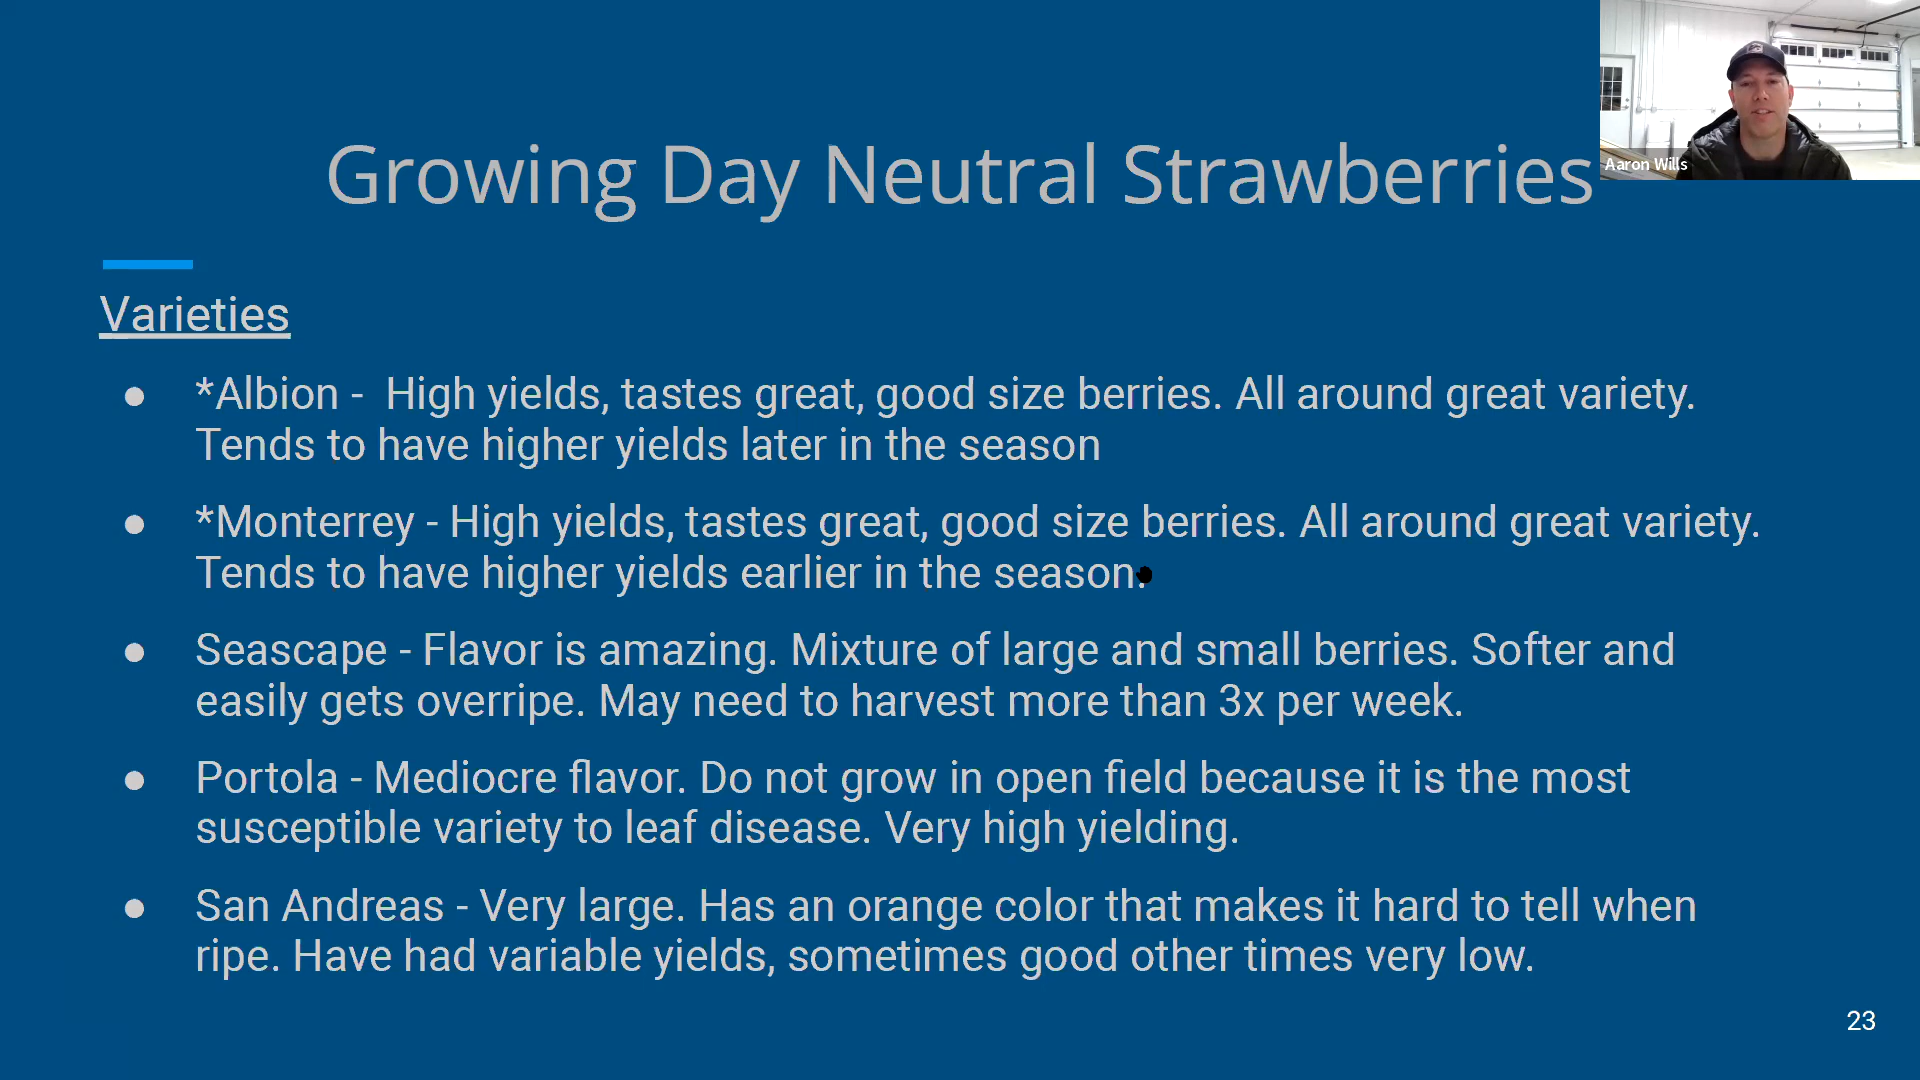 Aaron Wills
Growing Day Neutral Strawberries
Varieties
● *Albion -  High yields, tastes great, good size berries. All around great variety.
Tends to have higher yields later in the season
● *Monterrey - High yields, tastes great, good size berries. All around great variety.
Tends to have higher yields earlier in the season.
● Seascape - Flavor is amazing. Mixture of large and small berries. Softer and
easily gets overripe. May need to harvest more than 3x per week.
● Portola - Mediocre flavor. Do not grow in open field because it is the most
susceptible variety to leaf disease. Very high yielding.
● San Andreas - Very large. Has an orange color that makes it hard to tell when
ripe. Have had variable yields, sometimes good other times very low.
23